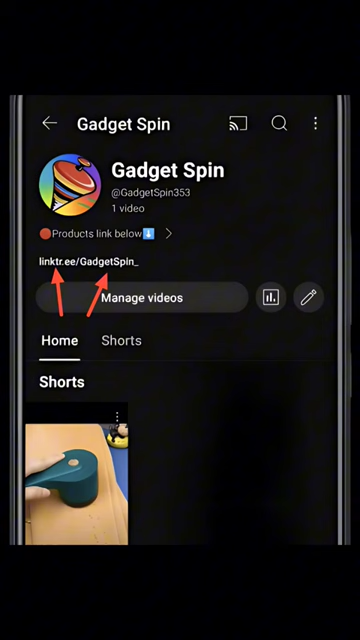 Gadget Spin
Gadget Spin
@GadgetSpin353
1 video
🔴Products link below⬇️ >
linktr.ee/GadgetSpin_
Manage videos
Home Shorts
Shorts